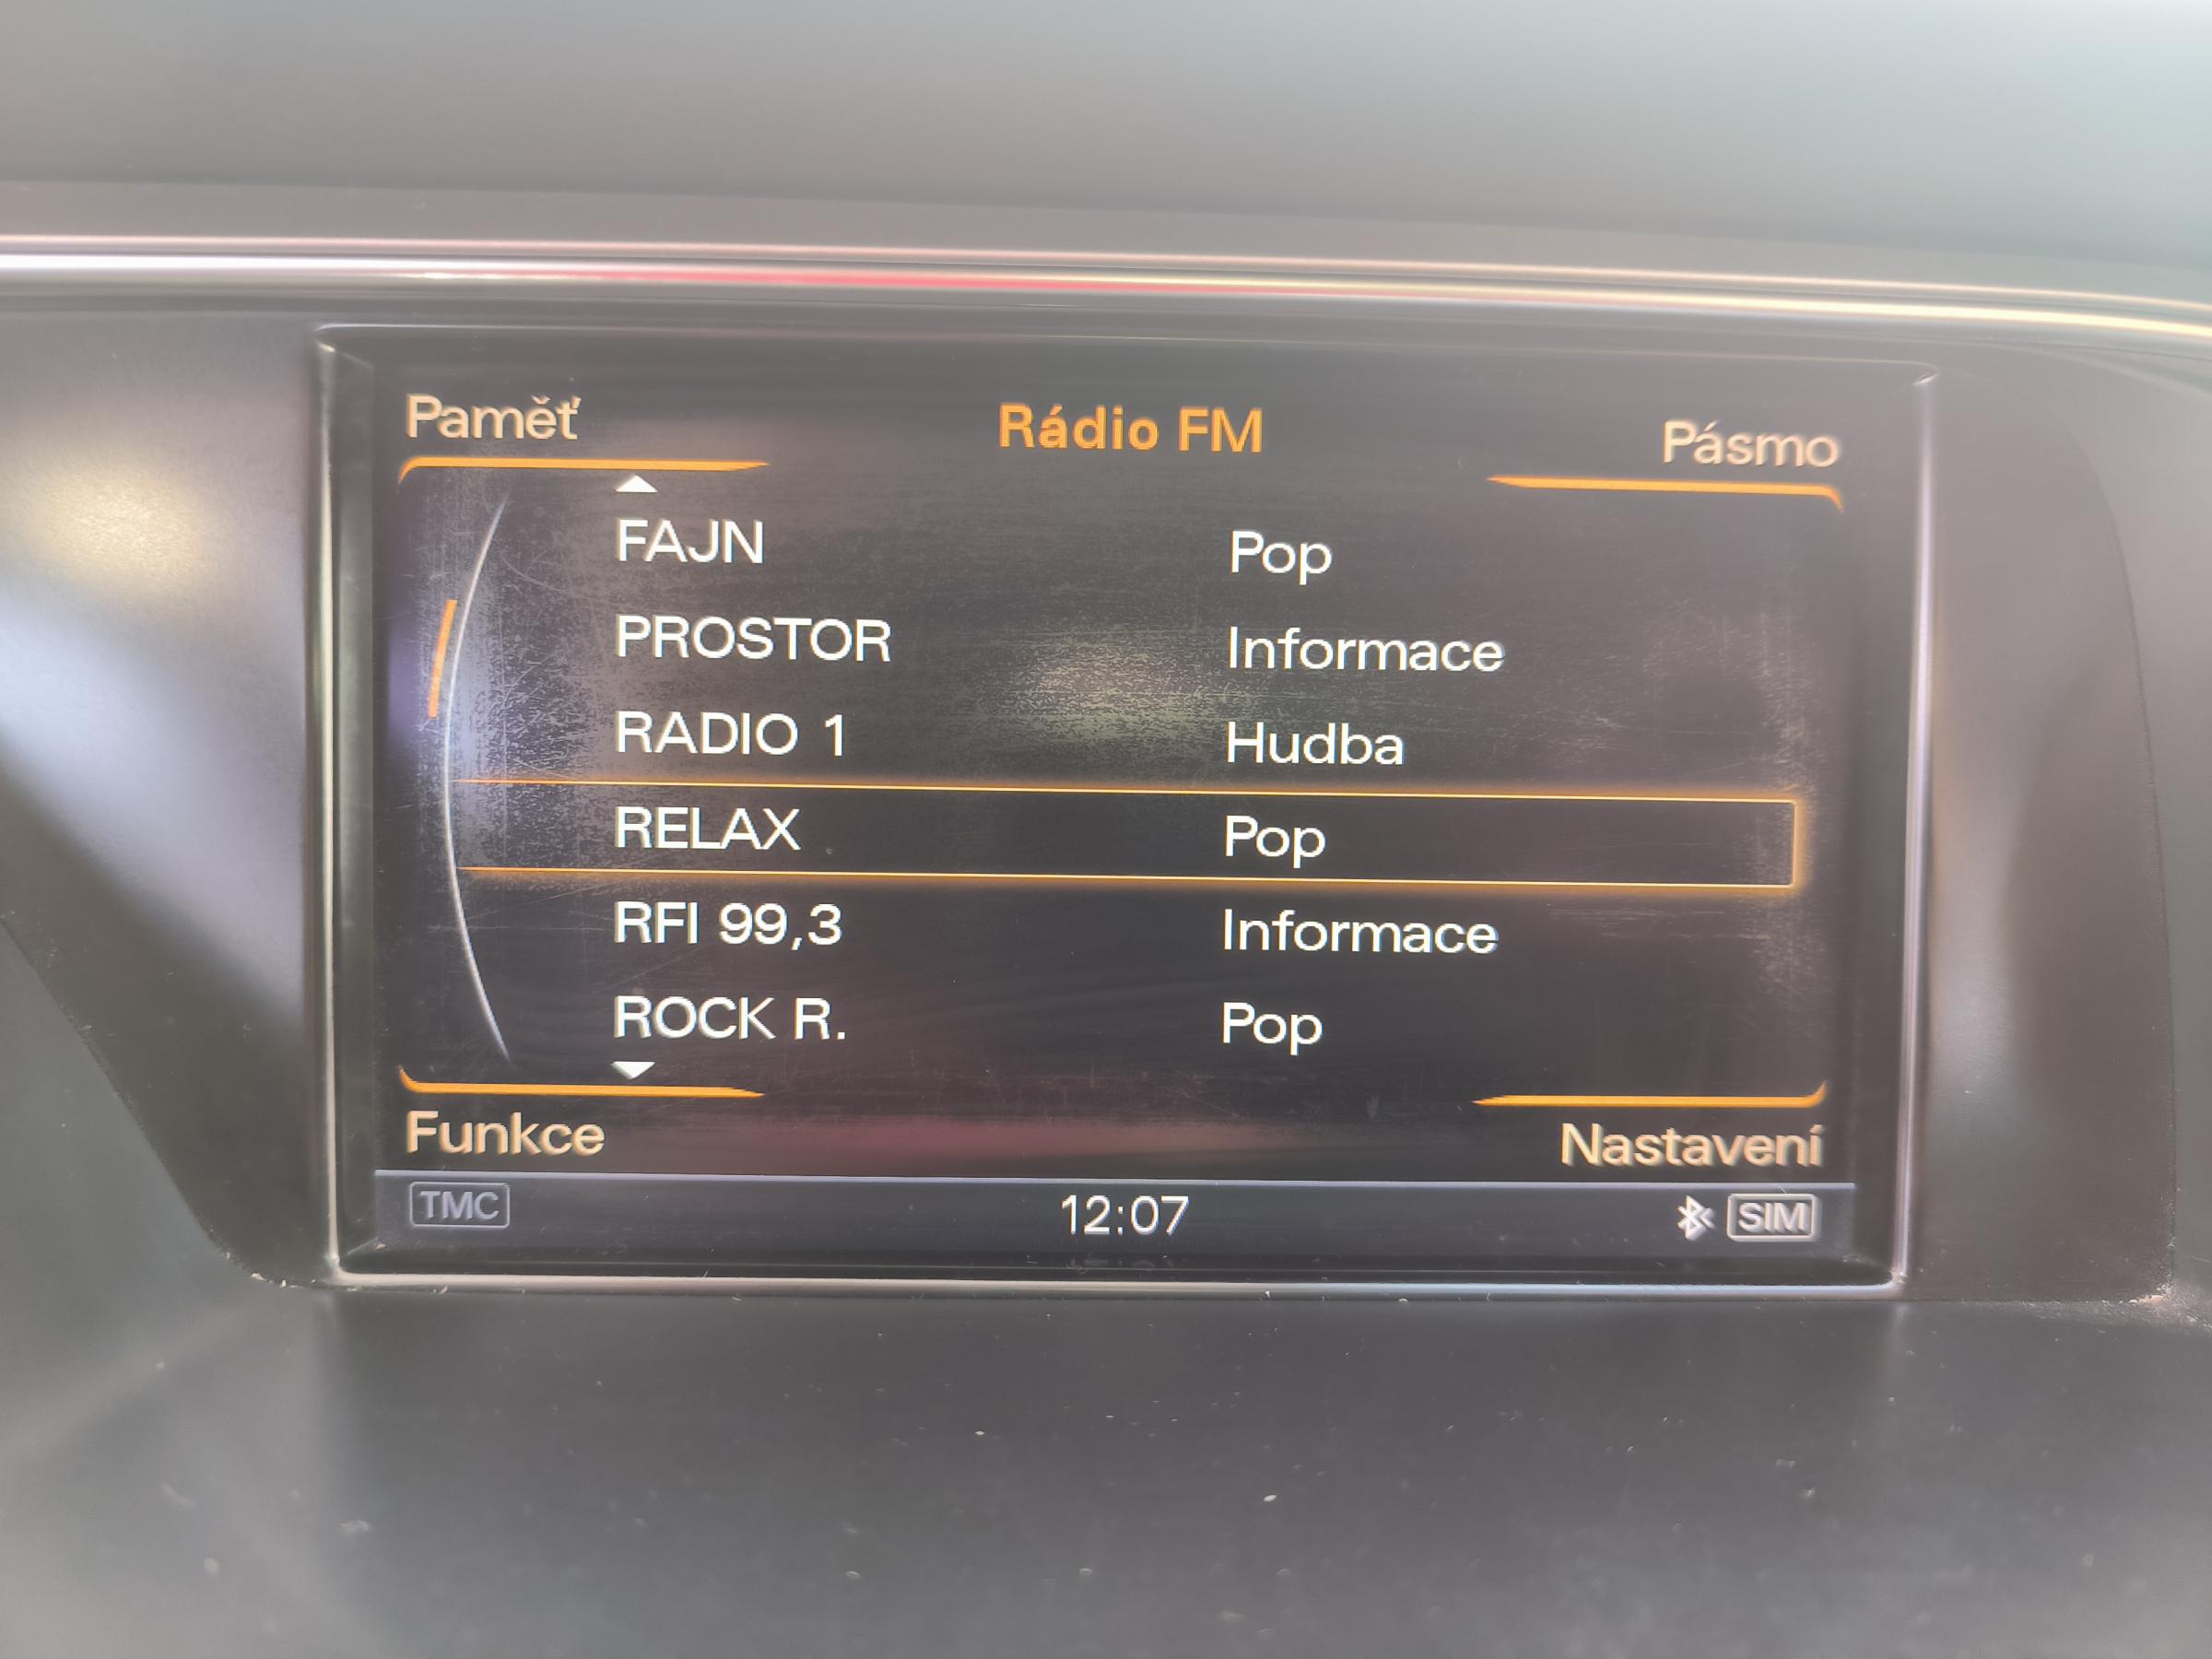 Paměť Rádio FM Pásmo
FAJN Pop
PROSTOR Informace
RADIO 1 Hudba
RELAX Pop
RFI 99,3 Informace
ROCK R. Pop
Funkce Nastavení
TMC 12:07 SIM